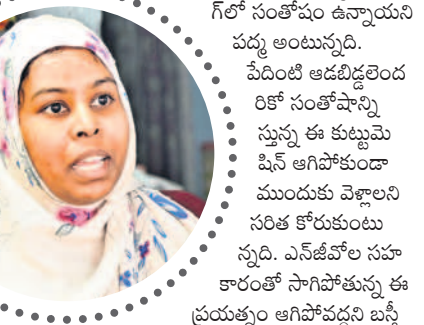 గ్‌లో సంతోషం ఉన్నాయని
పద్మ అంటున్నది.
పేదింటి ఆడబిడ్డలెంద
రికో సంతోషాన్ని
స్తున్న ఈ కుట్టుమె
షిన్ ఆగిపోకుండా
ముందుకు వెళ్లాలని
సరిత కోరుకుంటు
న్నది. ఎన్‌జీవోల సహ
కారంతో సాగిపోతున్న ఈ
ప్రయత్నం ఆగిపోవద్దని బస్తీ